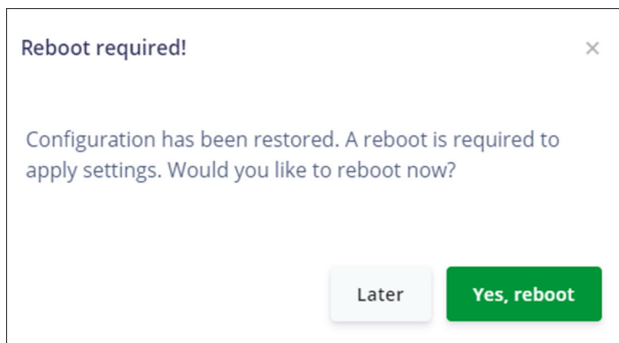 Reboot required!
Configuration has been restored. A reboot is required to
apply settings. Would you like to reboot now?
Later
Yes, reboot